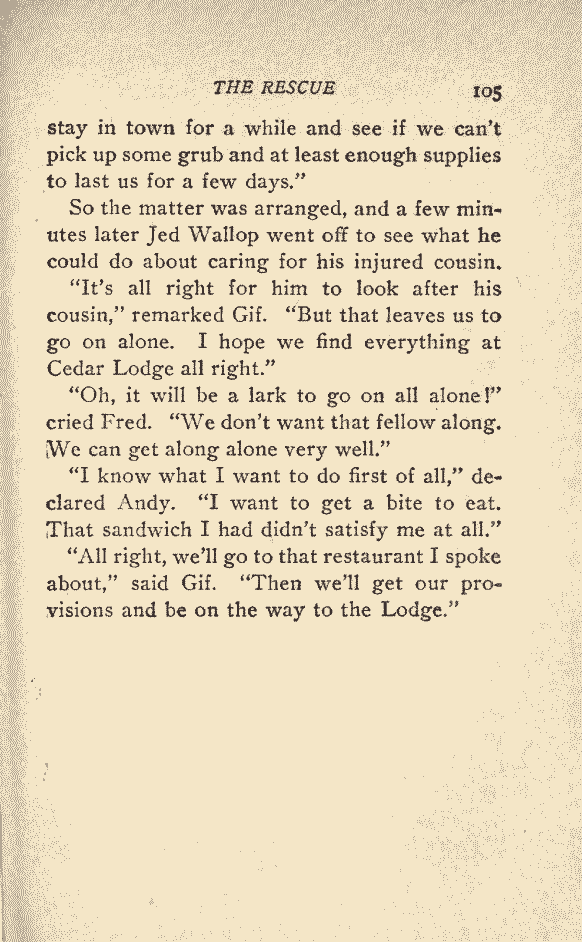 THE RESCUE 105
stay in town for a while and see if we can't
pick up some grub and at least enough supplies
to last us for a few days."
So the matter was arranged, and a few min-
utes later Jed Wallop went off to see what he
could do about caring for his injured cousin.
"It's all right for him to look after his
cousin," remarked Gif. "But that leaves us to
go on alone. I hope we find everything at
Cedar Lodge all right."
"Oh, it will be a lark to go on all alone!"
cried Fred. "We don't want that fellow along.
We can get along alone very well."
"I know what I want to do first of all," de-
clared Andy. "I want to get a bite to eat.
That sandwich I had didn't satisfy me at all."
"All right, we'll go to that restaurant I spoke
about," said Gif. "Then we'll get our pro-
visions and be on the way to the Lodge."